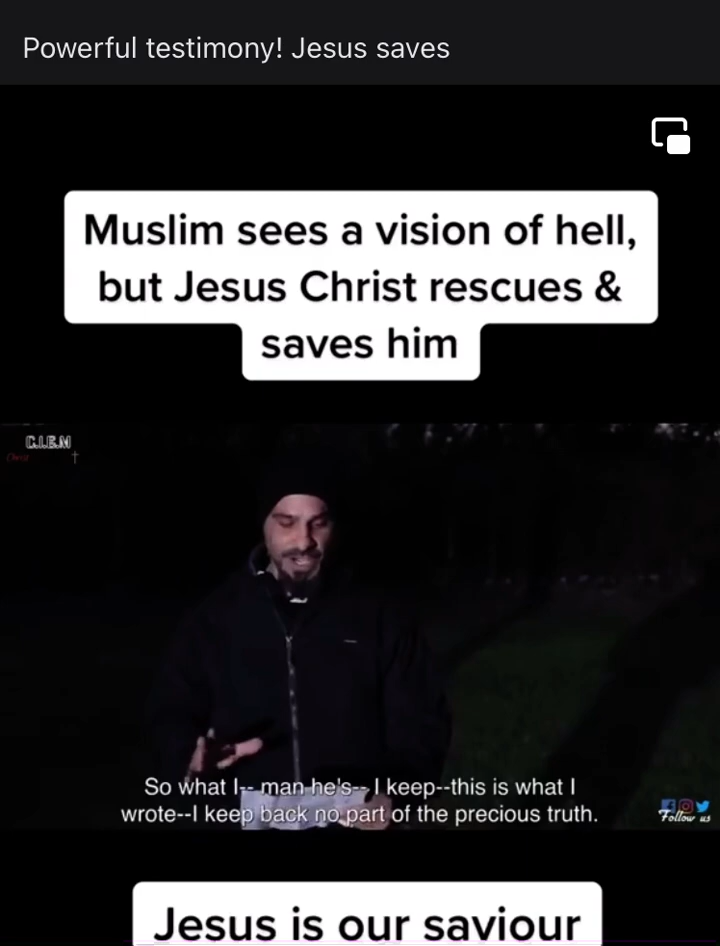 Powerful testimony! Jesus saves
Muslim sees a vision of hell,
but Jesus Christ rescues &
saves him
C.I.B.M
Christ
So what I-- man he's-- I keep--this is what I
wrote--I keep back no part of the precious truth.
Follow us
Jesus is our saviour